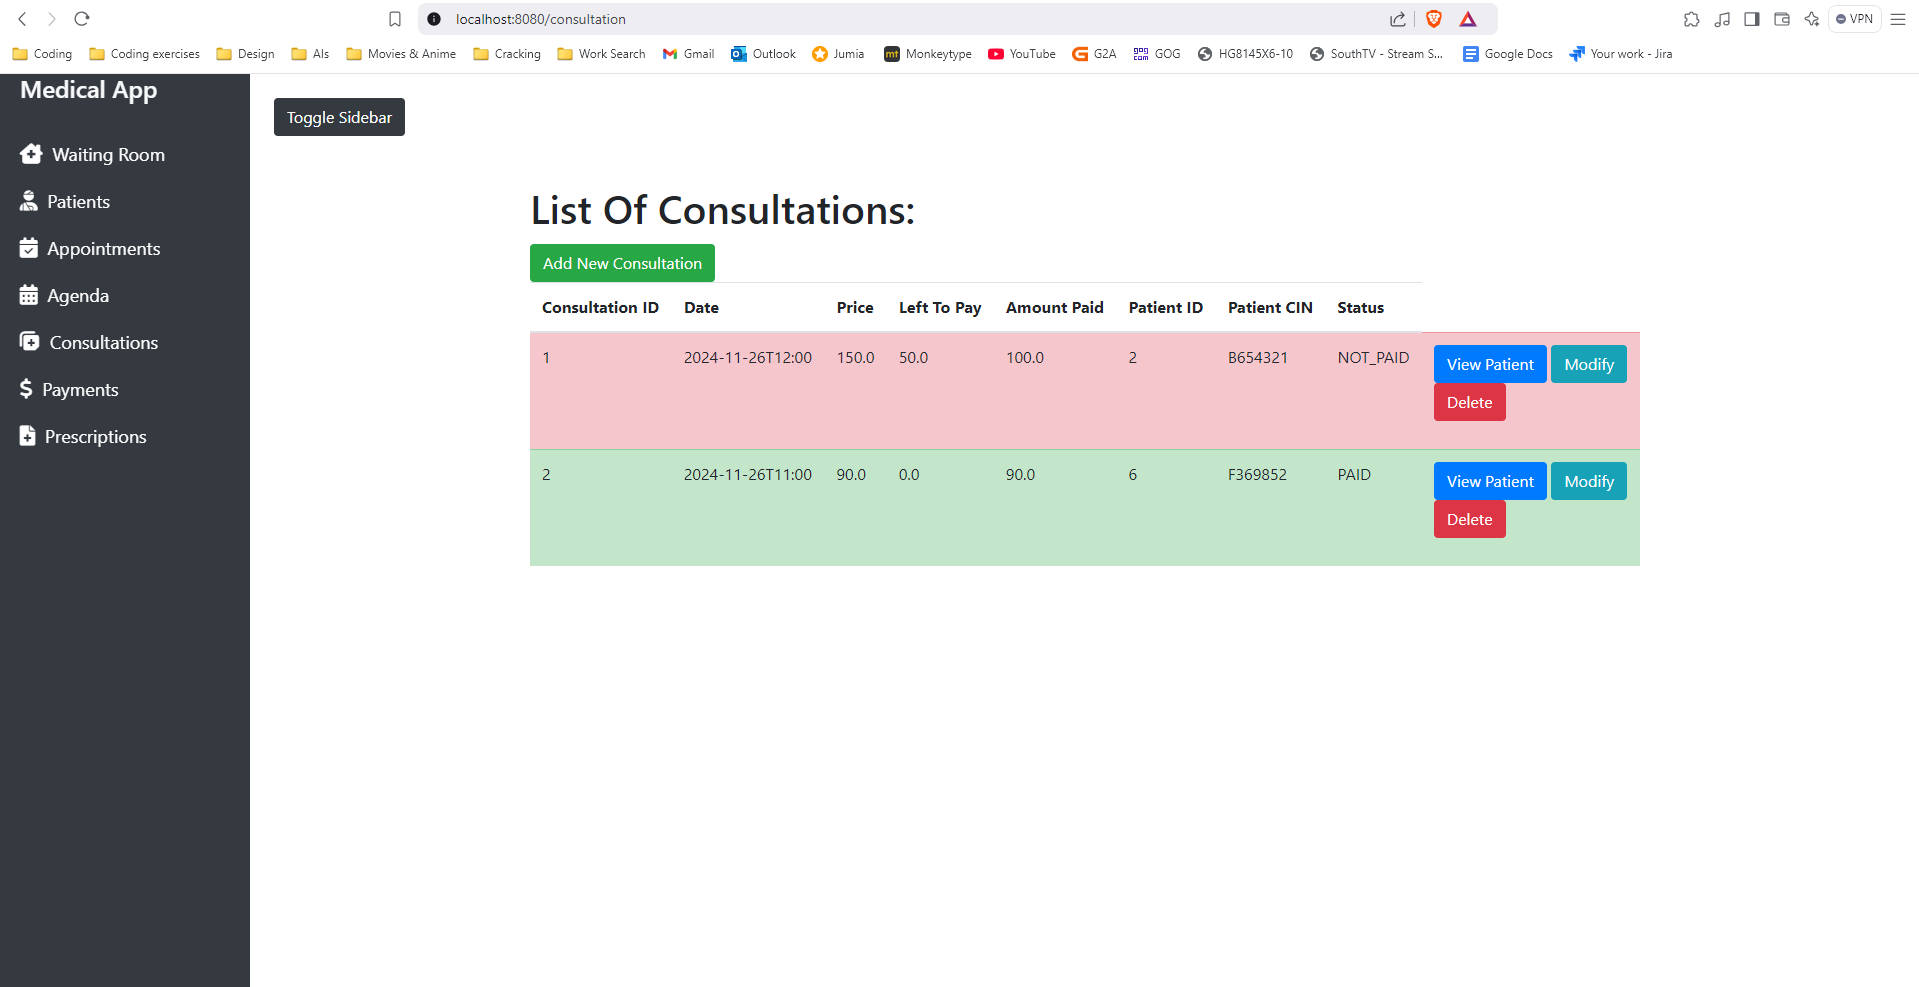 localhost:8080/consultation VPN
Coding Coding exercises Design AIs Movies & Anime Cracking Work Search Gmail Outlook Jumia mt Monkeytype YouTube G2A GOG COM GOG HG8145X6-10 SouthTV - Stream S... Google Docs Your work - Jira
Medical App
Toggle Sidebar
Waiting Room
Patients
Appointments
Agenda
Consultations
Payments
Prescriptions
List Of Consultations:
Add New Consultation
Consultation ID Date Price Left To Pay Amount Paid Patient ID Patient CIN Status
1 2024-11-26T12:00 150.0 50.0 100.0 2 B654321 NOT_PAID View Patient Modify
Delete
2 2024-11-26T11:00 90.0 0.0 90.0 6 F369852 PAID View Patient Modify
Delete